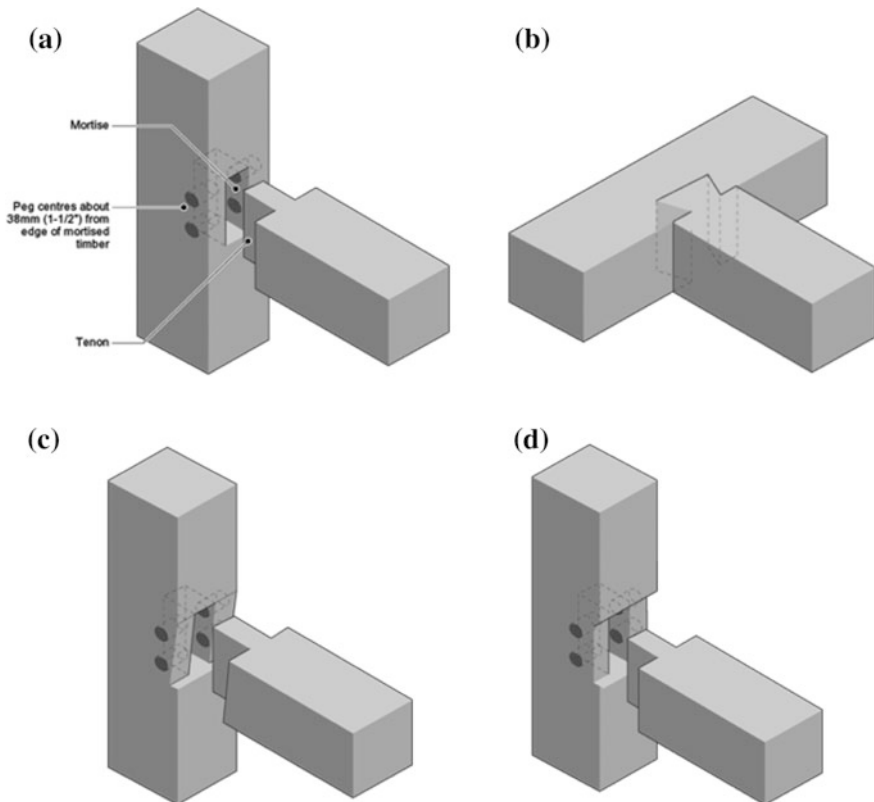 (a)
(b)
Mortise
Peg centres about
38mm (1-1/2") from
edge of mortised
timber
Tenon
(c)
(d)